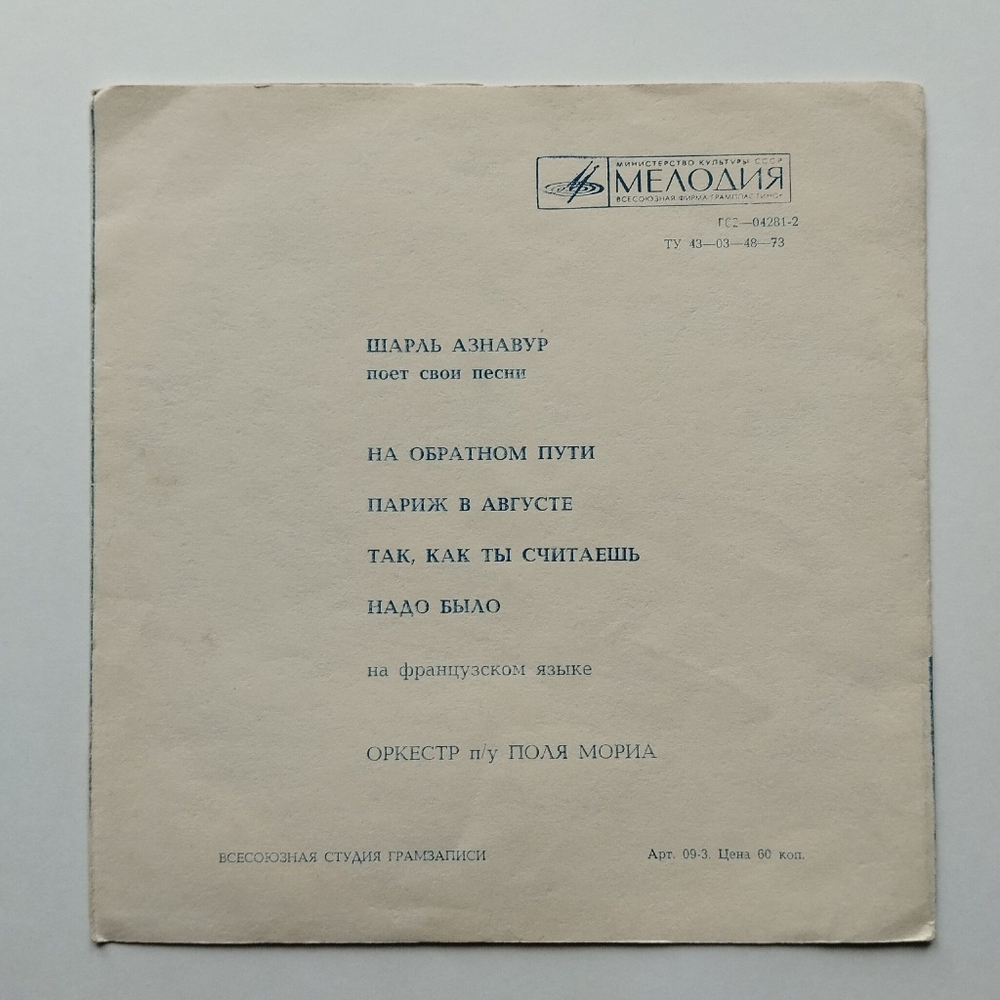 МИНИСТЕРСТВО КУЛЬТУРЫ СССР
МЕЛОДИЯ
ВСЕСОЮЗНАЯ ФИРМА ГРАМПЛАСТИНОК
ГС2—04281-2
ТУ 43—03—48—73
ШАРЛЬ АЗНАВУР
поет свои песни
НА ОБРАТНОМ ПУТИ
ПАРИЖ В АВГУСТЕ
ТАК, КАК ТЫ СЧИТАЕШЬ
НАДО БЫЛО
на французском языке
ОРКЕСТР п/у ПОЛЯ МОРИА
ВСЕСОЮЗНАЯ СТУДИЯ ГРАМЗАПИСИ
Арт. 09-3. Цена 60 коп.